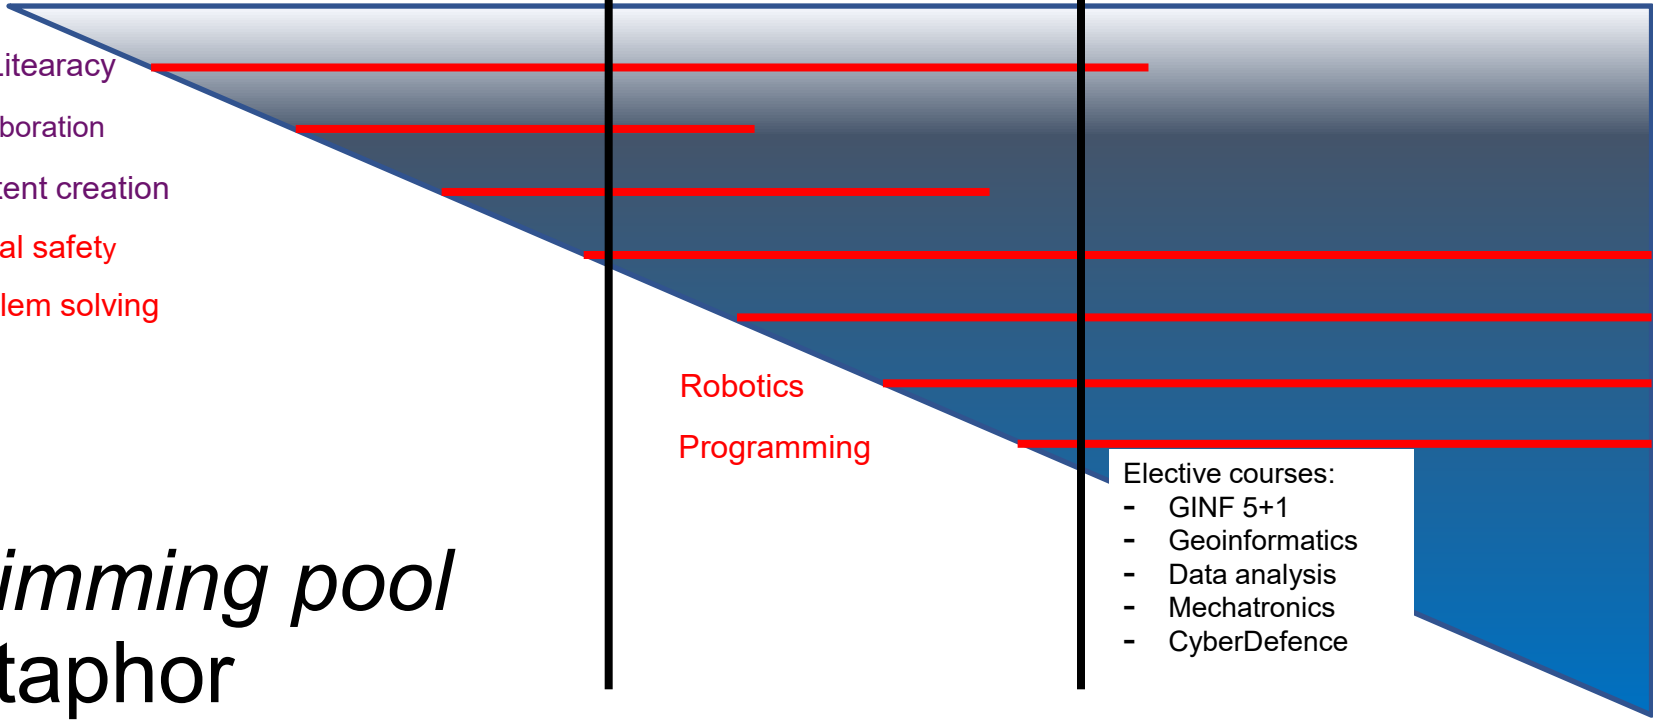 Litearacy
boration
tent creation
al safety
lem solving
Robotics
Programming
Elective courses:
- GINF 5+1
- Geoinformatics
- Data analysis
- Mechatronics
- CyberDefence
imming pool
taphor